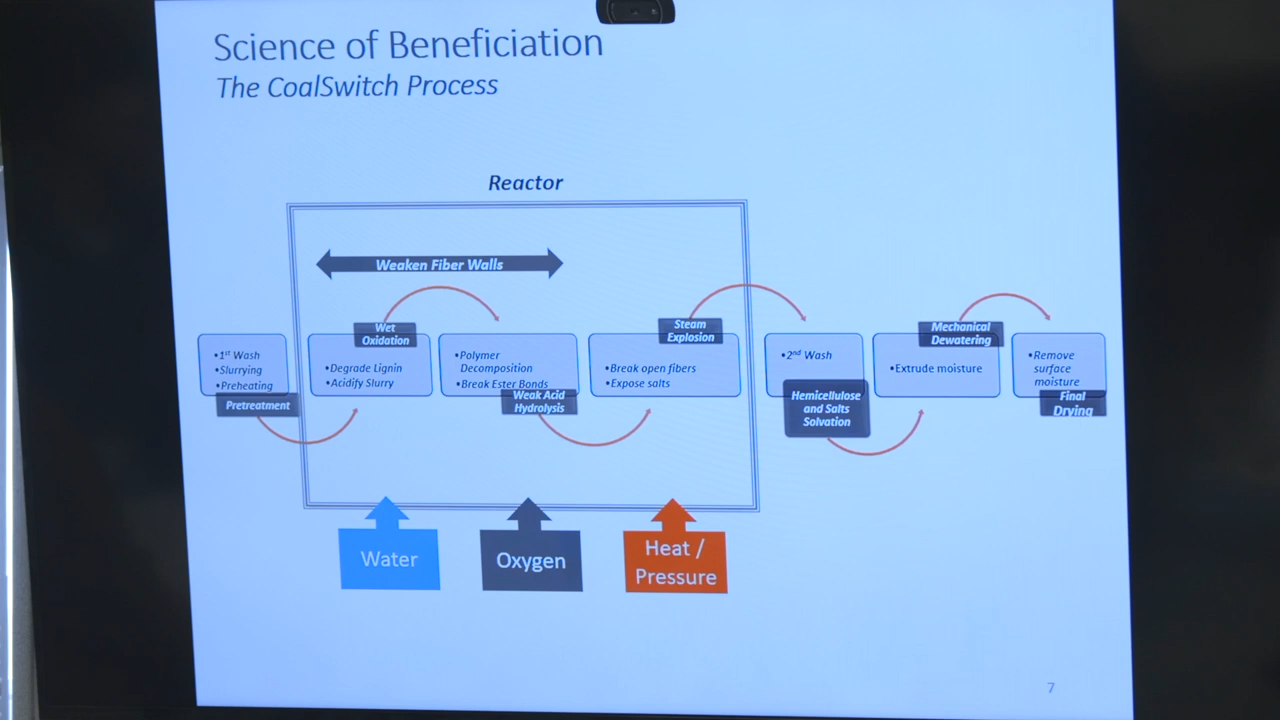 Science of Beneficiation
The CoalSwitch Process
Reactor
Weaken Fiber Walls
•1st Wash
•Slurrying
•Preheating
Pretreatment
Wet
Oxidation
•Degrade Lignin
•Acidify Slurry
•Polymer
Decomposition
•Break Ester Bonds
Weak Acid
Hydrolysis
Steam
Explosion
•Break open fibers
•Expose salts
•2nd Wash
Hemicellulose
and Salts
Solvation
Mechanical
Dewatering
•Extrude moisture
•Remove
surface
moisture
Final
Drying
Water
Oxygen
Heat /
Pressure
7